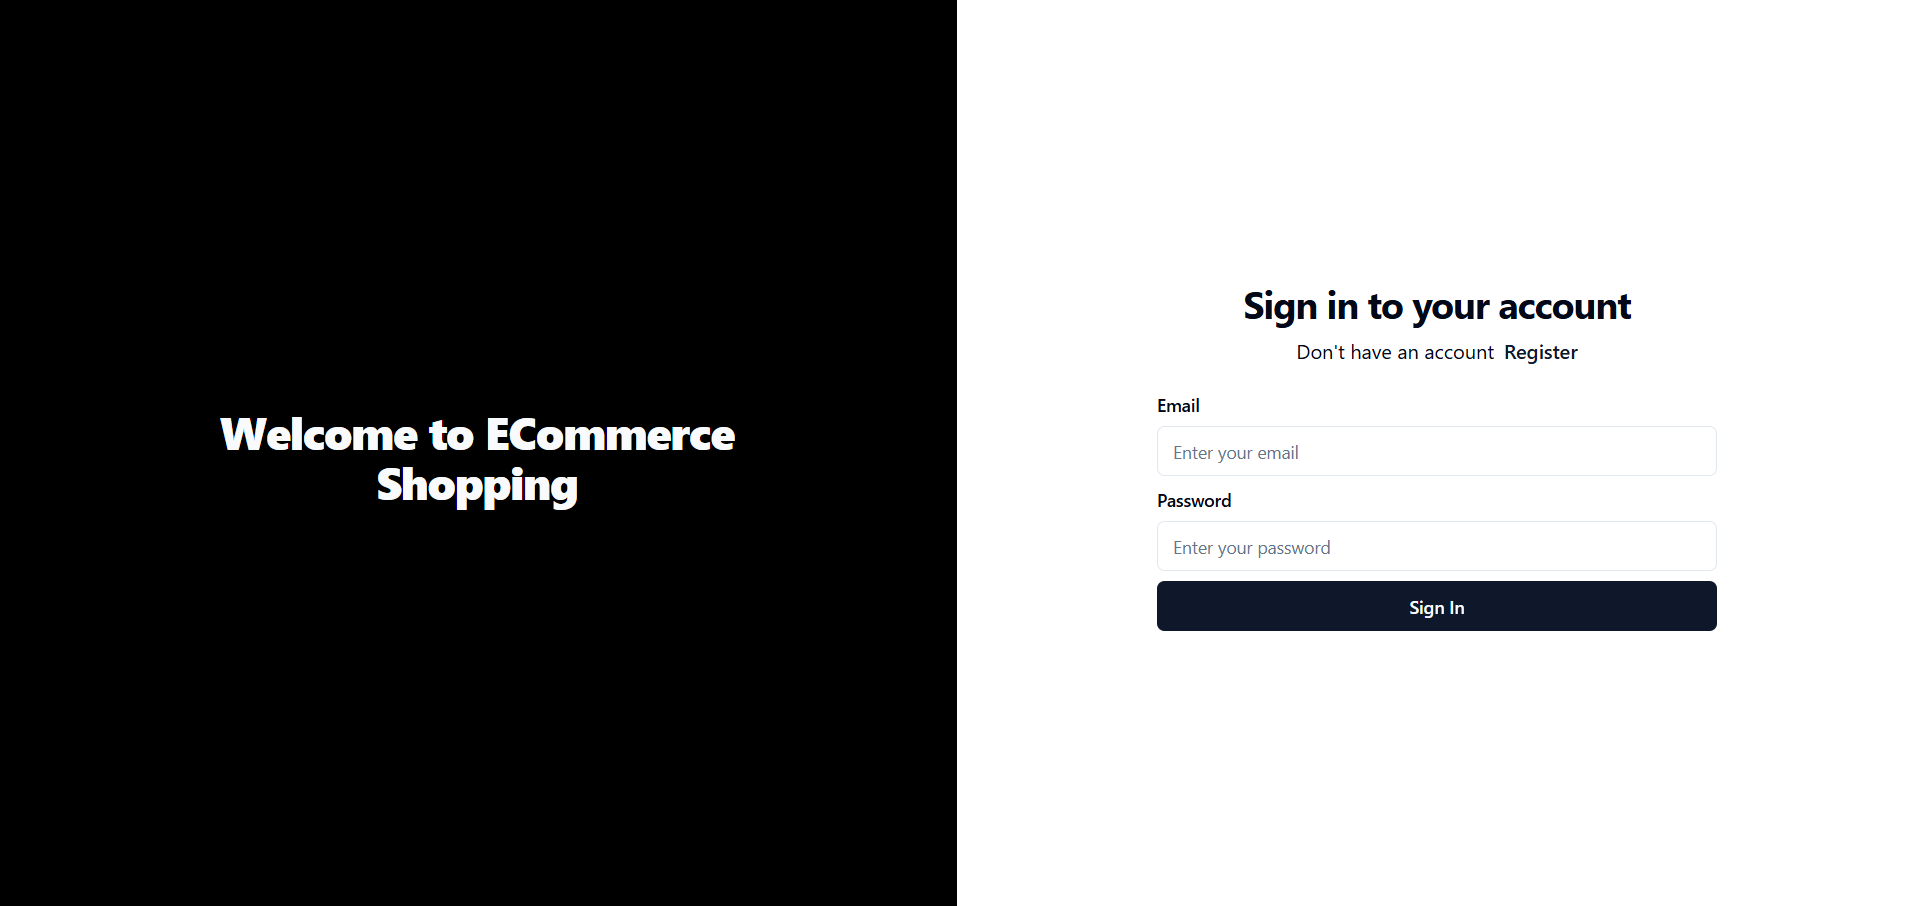 Welcome to ECommerce
Shopping
Sign in to your account
Don't have an account Register
Email
Enter your email
Password
Enter your password
Sign In